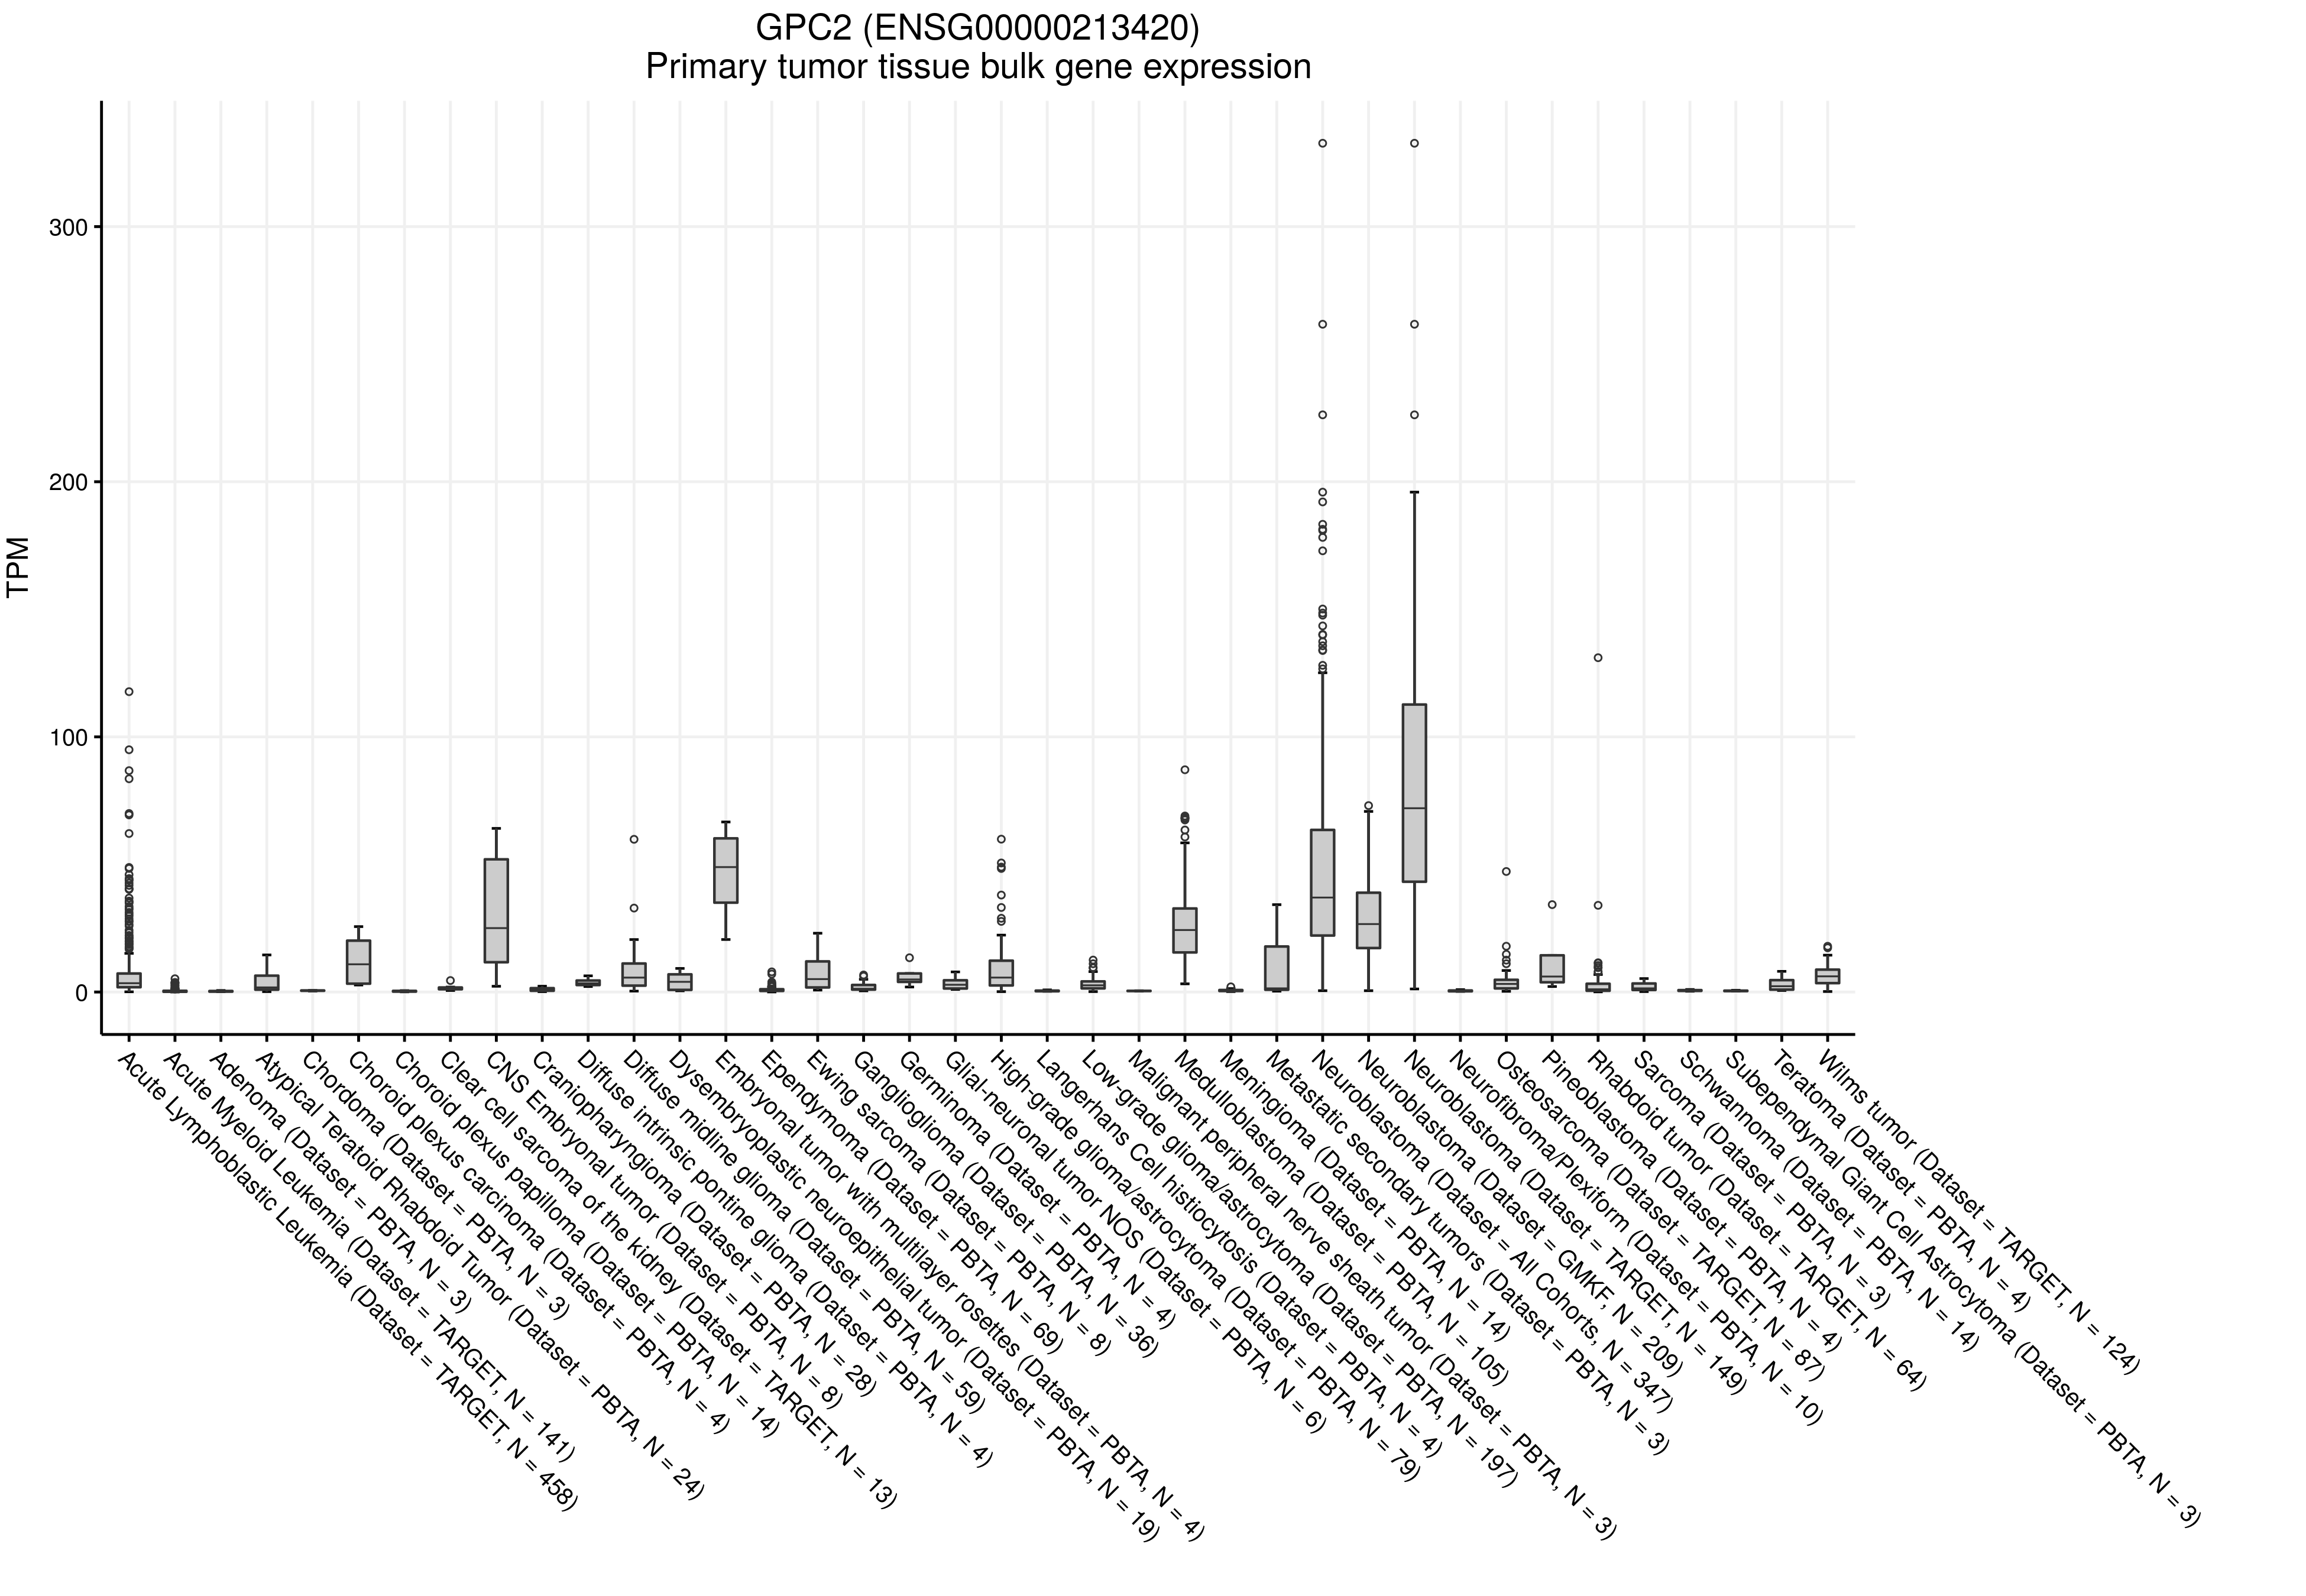 GPC2 (ENSG00000213420)
Primary tumor tissue bulk gene expression
TPM
300
200
100
0
Acute Lymphoblastic Leukemia (Dataset = TARGET, N = 458)
Acute Myeloid Leukemia (Dataset = TARGET, N = 141)
Adenoma (Dataset = PBTA, N = 3)
Atypical Teratoid Rhabdoid Tumor (Dataset = PBTA, N = 24)
Chordoma (Dataset = PBTA, N = 3)
Choroid plexus carcinoma (Dataset = PBTA, N = 4)
Choroid plexus papilloma (Dataset = PBTA, N = 14)
Clear cell sarcoma of the kidney (Dataset = TARGET, N = 13)
CNS Embryonal tumor (Dataset = PBTA, N = 8)
Craniopharyngioma (Dataset = PBTA, N = 28)
Diffuse intrinsic pontine glioma (Dataset = PBTA, N = 4)
Diffuse midline glioma (Dataset = PBTA, N = 59)
Dysembryoplastic neuroepithelial tumor (Dataset = PBTA, N = 19)
Embryonal tumor with multilayer rosettes (Dataset = PBTA, N = 4)
Ependymoma (Dataset = PBTA, N = 69)
Ewing sarcoma (Dataset = PBTA, N = 8)
Ganglioglioma (Dataset = PBTA, N = 36)
Germinoma (Dataset = PBTA, N = 4)
Glial-neuronal tumor NOS (Dataset = PBTA, N = 6)
High-grade glioma/astrocytoma (Dataset = PBTA, N = 79)
Langerhans Cell histiocytosis (Dataset = PBTA, N = 4)
Low-grade glioma/astrocytoma (Dataset = PBTA, N = 197)
Malignant peripheral nerve sheath tumor (Dataset = PBTA, N = 3)
Medulloblastoma (Dataset = PBTA, N = 105)
Meningioma (Dataset = PBTA, N = 14)
Metastatic secondary tumors (Dataset = PBTA, N = 3)
Neuroblastoma (Dataset = All Cohorts, N = 347)
Neuroblastoma (Dataset = GMKF, N = 209)
Neuroblastoma (Dataset = TARGET, N = 149)
Neurofibroma/Plexiform (Dataset = PBTA, N = 10)
Osteosarcoma (Dataset = TARGET, N = 87)
Pineoblastoma (Dataset = PBTA, N = 4)
Rhabdoid tumor (Dataset = TARGET, N = 64)
Sarcoma (Dataset = PBTA, N = 3)
Schwannoma (Dataset = PBTA, N = 14)
Subependymal Giant Cell Astrocytoma (Dataset = PBTA, N = 3)
Teratoma (Dataset = PBTA, N = 4)
Wilms tumor (Dataset = TARGET, N = 124)